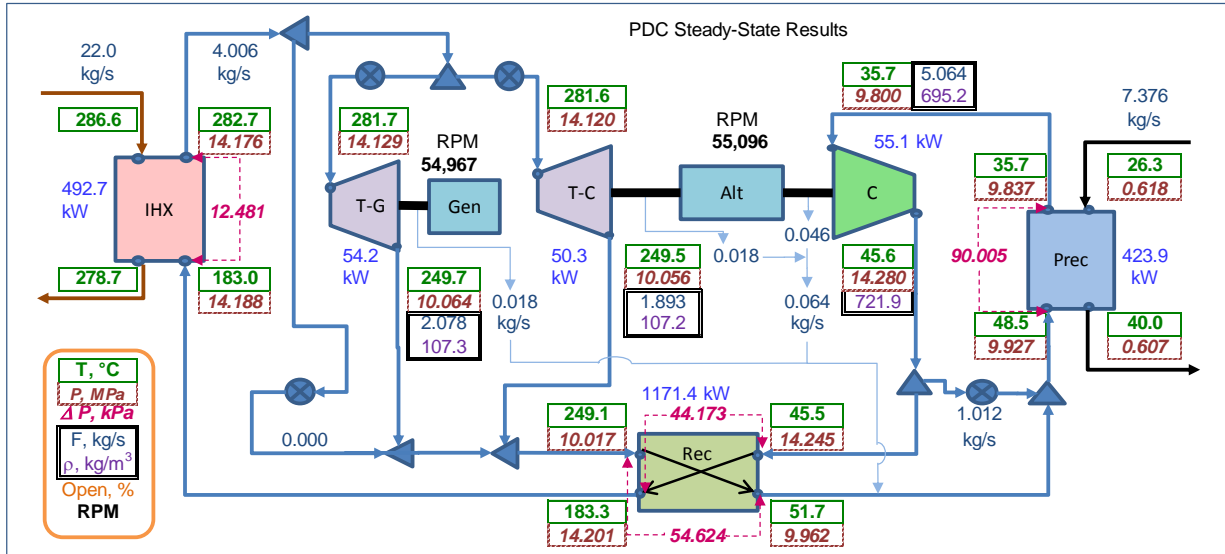 PDC Steady-State Results
22.0
kg/s
4.006
kg/s
286.6
282.7
14.176
492.7
kW
IHX
12.481
278.7
183.0
14.188
281.7
14.129
RPM
54,967
T-G
Gen
54.2
kW
249.7
10.064
2.078
107.3
0.018
kg/s
281.6
14.120
T-C
50.3
kW
RPM
55,096
Alt
0.018
0.046
0.064
kg/s
249.5
10.056
1.893
107.2
35.7
9.800
5.064
695.2
55.1 kW
C
45.6
14.280
721.9
7.376
kg/s
35.7
9.837
26.3
0.618
90.005
Prec
423.9
kW
48.5
9.927
40.0
0.607
1.012
kg/s
0.000
1171.4 kW
249.1
10.017
44.173
45.5
14.245
Rec
183.3
14.201
54.624
51.7
9.962
T, °C
P, MPa
Δ P, kPa
F, kg/s
ρ, kg/m³
Open, %
RPM